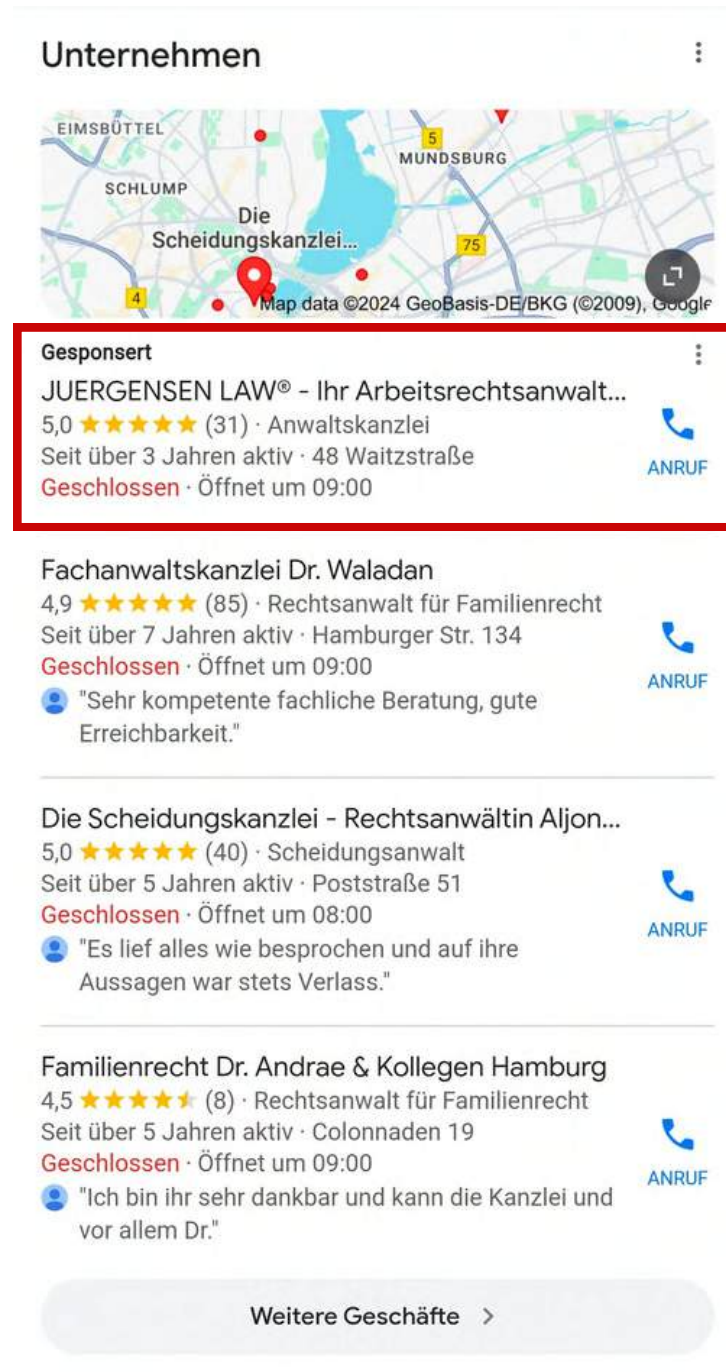 Unternehmen
EIMSBÜTTEL
5
MUNDSBURG
SCHLUMP
Die
Scheidungskanzlei...
75
4
Map data ©2024 GeoBasis-DE/BKG (©2009), Google
Gesponsert
JUERGENSEN LAW® - Ihr Arbeitsrechtsanwalt...
5,0 ★★★★★ (31) · Anwaltskanzlei
Seit über 3 Jahren aktiv · 48 Waitzstraße
ANRUF
Geschlossen · Öffnet um 09:00
Fachanwaltskanzlei Dr. Waladan
4,9 ★★★★★ (85) · Rechtsanwalt für Familienrecht
Seit über 7 Jahren aktiv · Hamburger Str. 134
Geschlossen · Öffnet um 09:00
ANRUF
"Sehr kompetente fachliche Beratung, gute
Erreichbarkeit."
Die Scheidungskanzlei - Rechtsanwältin Aljon...
5,0 ★★★★★ (40) · Scheidungsanwalt
Seit über 5 Jahren aktiv · Poststraße 51
Geschlossen · Öffnet um 08:00
ANRUF
"Es lief alles wie besprochen und auf ihre
Aussagen war stets Verlass."
Familienrecht Dr. Andrae & Kollegen Hamburg
4,5 ★★★★★ (8) · Rechtsanwalt für Familienrecht
Seit über 5 Jahren aktiv · Colonnaden 19
Geschlossen · Öffnet um 09:00
ANRUF
"Ich bin ihr sehr dankbar und kann die Kanzlei und
vor allem Dr."
Weitere Geschäfte